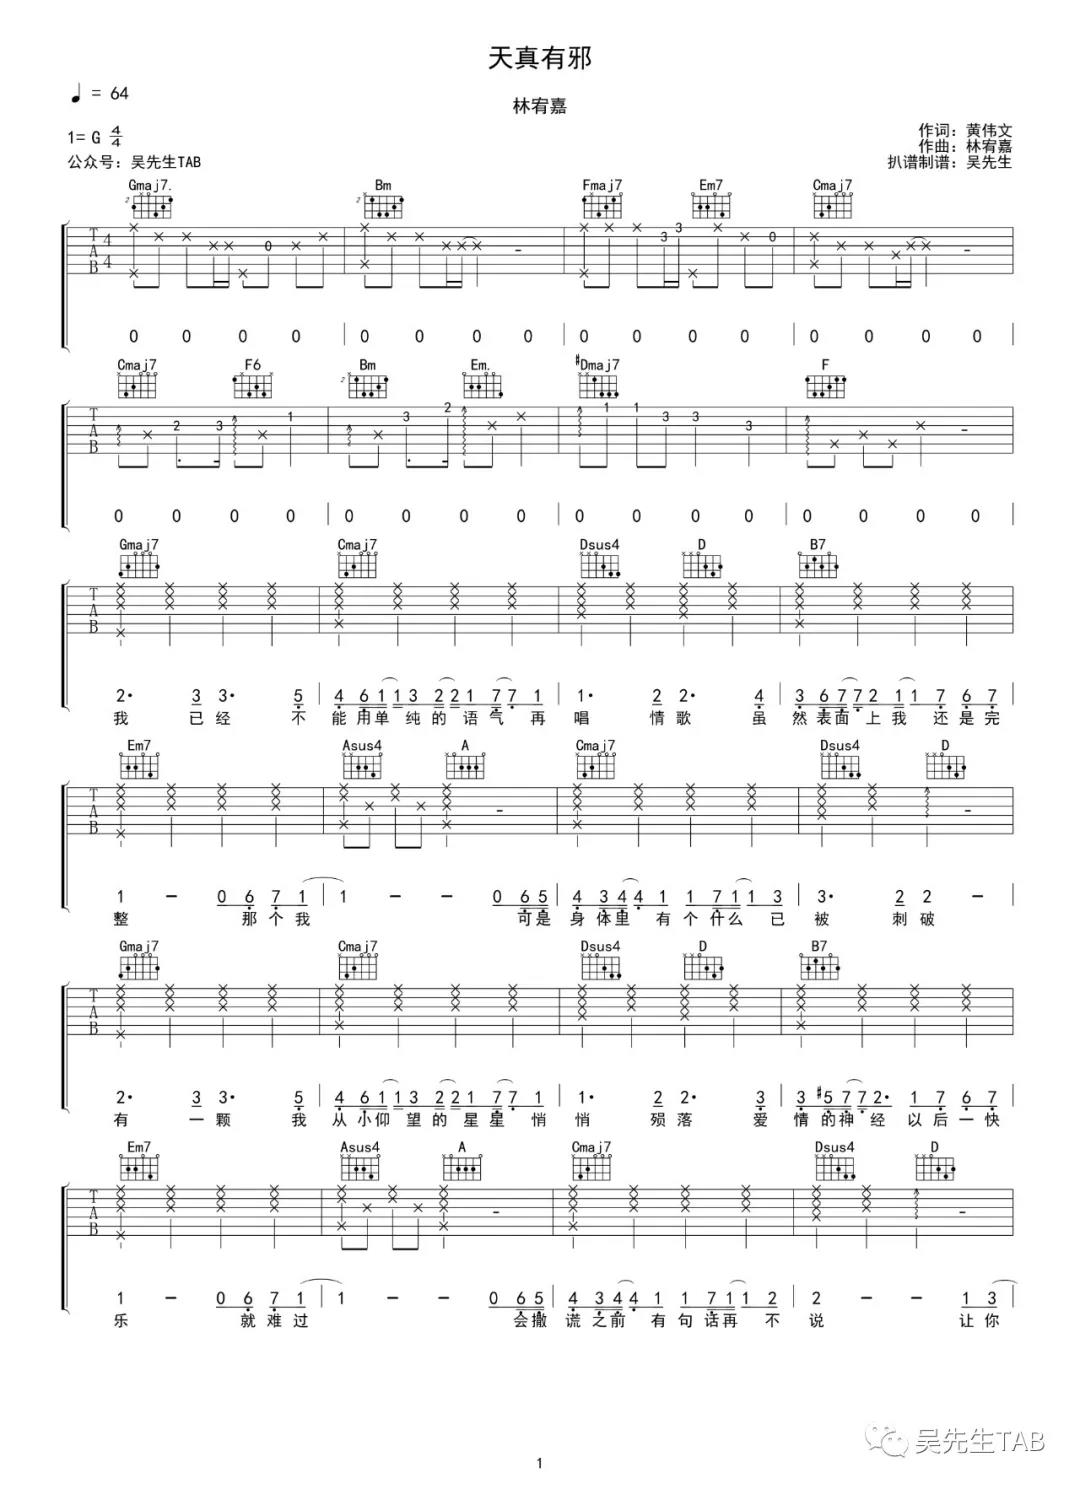 天真有邪
♩ = 64
林宥嘉
1= G 4/4
作词：黄伟文
作曲：林宥嘉
公众号：吴先生TAB
扒谱制谱：吴先生
Gmaj7. Bm Fmaj7 Em7 Cmaj7
T A B 4 4 0 3 3 0
0 0 0 0 0 0 0 0 0 0 0 0 0 0 0 0
Cmaj7 F6 Bm Em. #Dmaj7 F
T A B 2 3 1 3 2 1 1 3 3 3
0 0 0 0 0 0 0 0 0 0 0 0 0 0 0 0
Gmaj7 Cmaj7 Dsus4 D B7
T A B
2· 3 3· 5 4 6 1 1 3 2 2 1 7 7 1 1· 2 2· 4 3 6 7 7 2 1 1 7 6 7
我 已经 不 能用单纯的语气再 唱 情歌 虽 然表面上我 还是完
Em7 Asus4 A Cmaj7 Dsus4 D
T A B
1 – 0 6 7 1 1 – – 0 6 5 4 3 4 4 1 1 7 1 1 3 3· 2 2 –
整 那个我 可是 身体里 有个什么已 被 刺破
Gmaj7 Cmaj7 Dsus4 D B7
T A B
2· 3 3· 5 4 6 1 1 3 2 2 1 7 7 1 1· 2 2· 3 3 #5 7 7 2· 1 7 6 7
有 一颗 我 从小仰望的星星悄 悄 殒落 爱 情的神经 以后一快
Em7 Asus4 A Cmaj7 Dsus4 D
T A B
1 – 0 6 7 1 1 – – 0 6 5 4 3 4 4 1 1 7 1 1 2 2 – – 1 3
乐 就难过 会撒 谎之前 有句话再不 说 让你
吴先生TAB
1